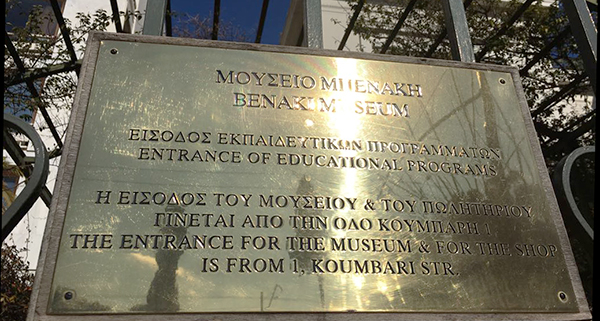 ΜΟΥΣΕΙΟ ΜΠΕΝΑΚΗ
BENAKI MUSEUM
ΕΙΣΟΔΟΣ ΕΚΠΑΙΔΕΥΤΙΚΩΝ ΠΡΟΓΡΑΜΜΑΤΩΝ
ENTRANCE OF EDUCATIONAL PROGRAMS
Η ΕΙΣΟΔΟΣ ΤΟΥ ΜΟΥΣΕΙΟΥ & ΤΟΥ ΠΩΛΗΤΗΡΙΟΥ
ΓΙΝΕΤΑΙ ΑΠΟ ΤΗΝ ΟΔΟ ΚΟΥΜΠΑΡΗ 1
THE ENTRANCE FOR THE MUSEUM & FOR THE SHOP
IS FROM 1, KOUMBARI STR.